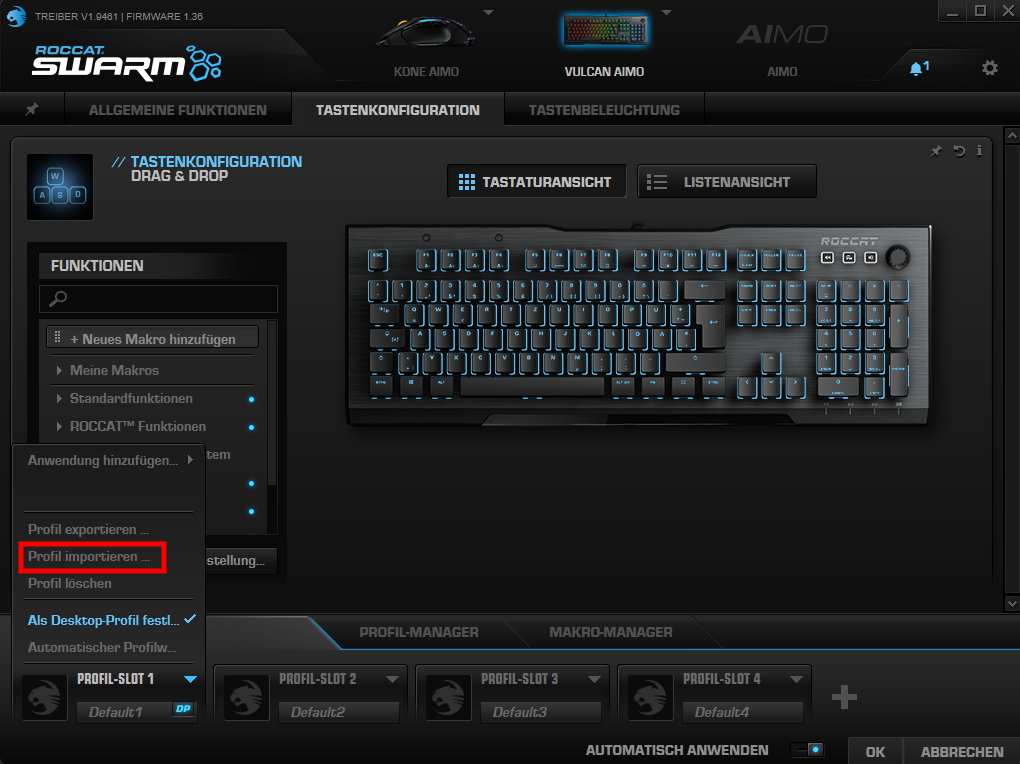 TREIBER V1.9461 | FIRMWARE 1.36
ROCCAT
SWARM
KONE AIMO
VULCAN AIMO
AIMO
AIMO
1
ALLGEMEINE FUNKTIONEN
TASTENKONFIGURATION
TASTENBELEUCHTUNG
W
A S D
// TASTENKONFIGURATION
DRAG & DROP
TASTATURANSICHT
LISTENANSICHT
FUNKTIONEN
+ Neues Makro hinzufügen
Meine Makros
Standardfunktionen
ROCCAT™ Funktionen
stem
stellung...
ROCCAT
Anwendung hinzufügen...
Profil exportieren ...
Profil importieren ...
Profil löschen
Als Desktop-Profil festl...
Automatischer Profilw...
PROFIL-MANAGER
MAKRO-MANAGER
PROFIL-SLOT 1
Default1
DP
PROFIL-SLOT 2
Default2
PROFIL-SLOT 3
Default3
PROFIL-SLOT 4
Default4
AUTOMATISCH ANWENDEN
OK
ABBRECHEN